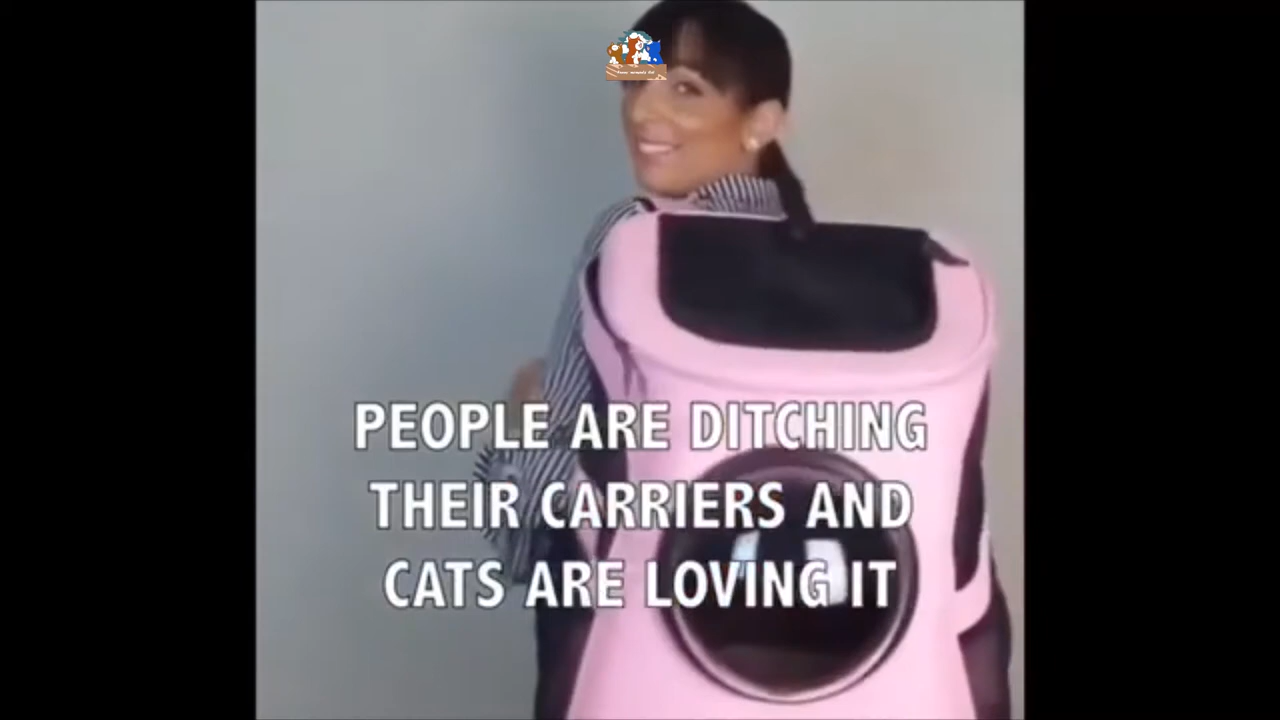 PEOPLE ARE DITCHING
THEIR CARRIERS AND
CATS ARE LOVING IT